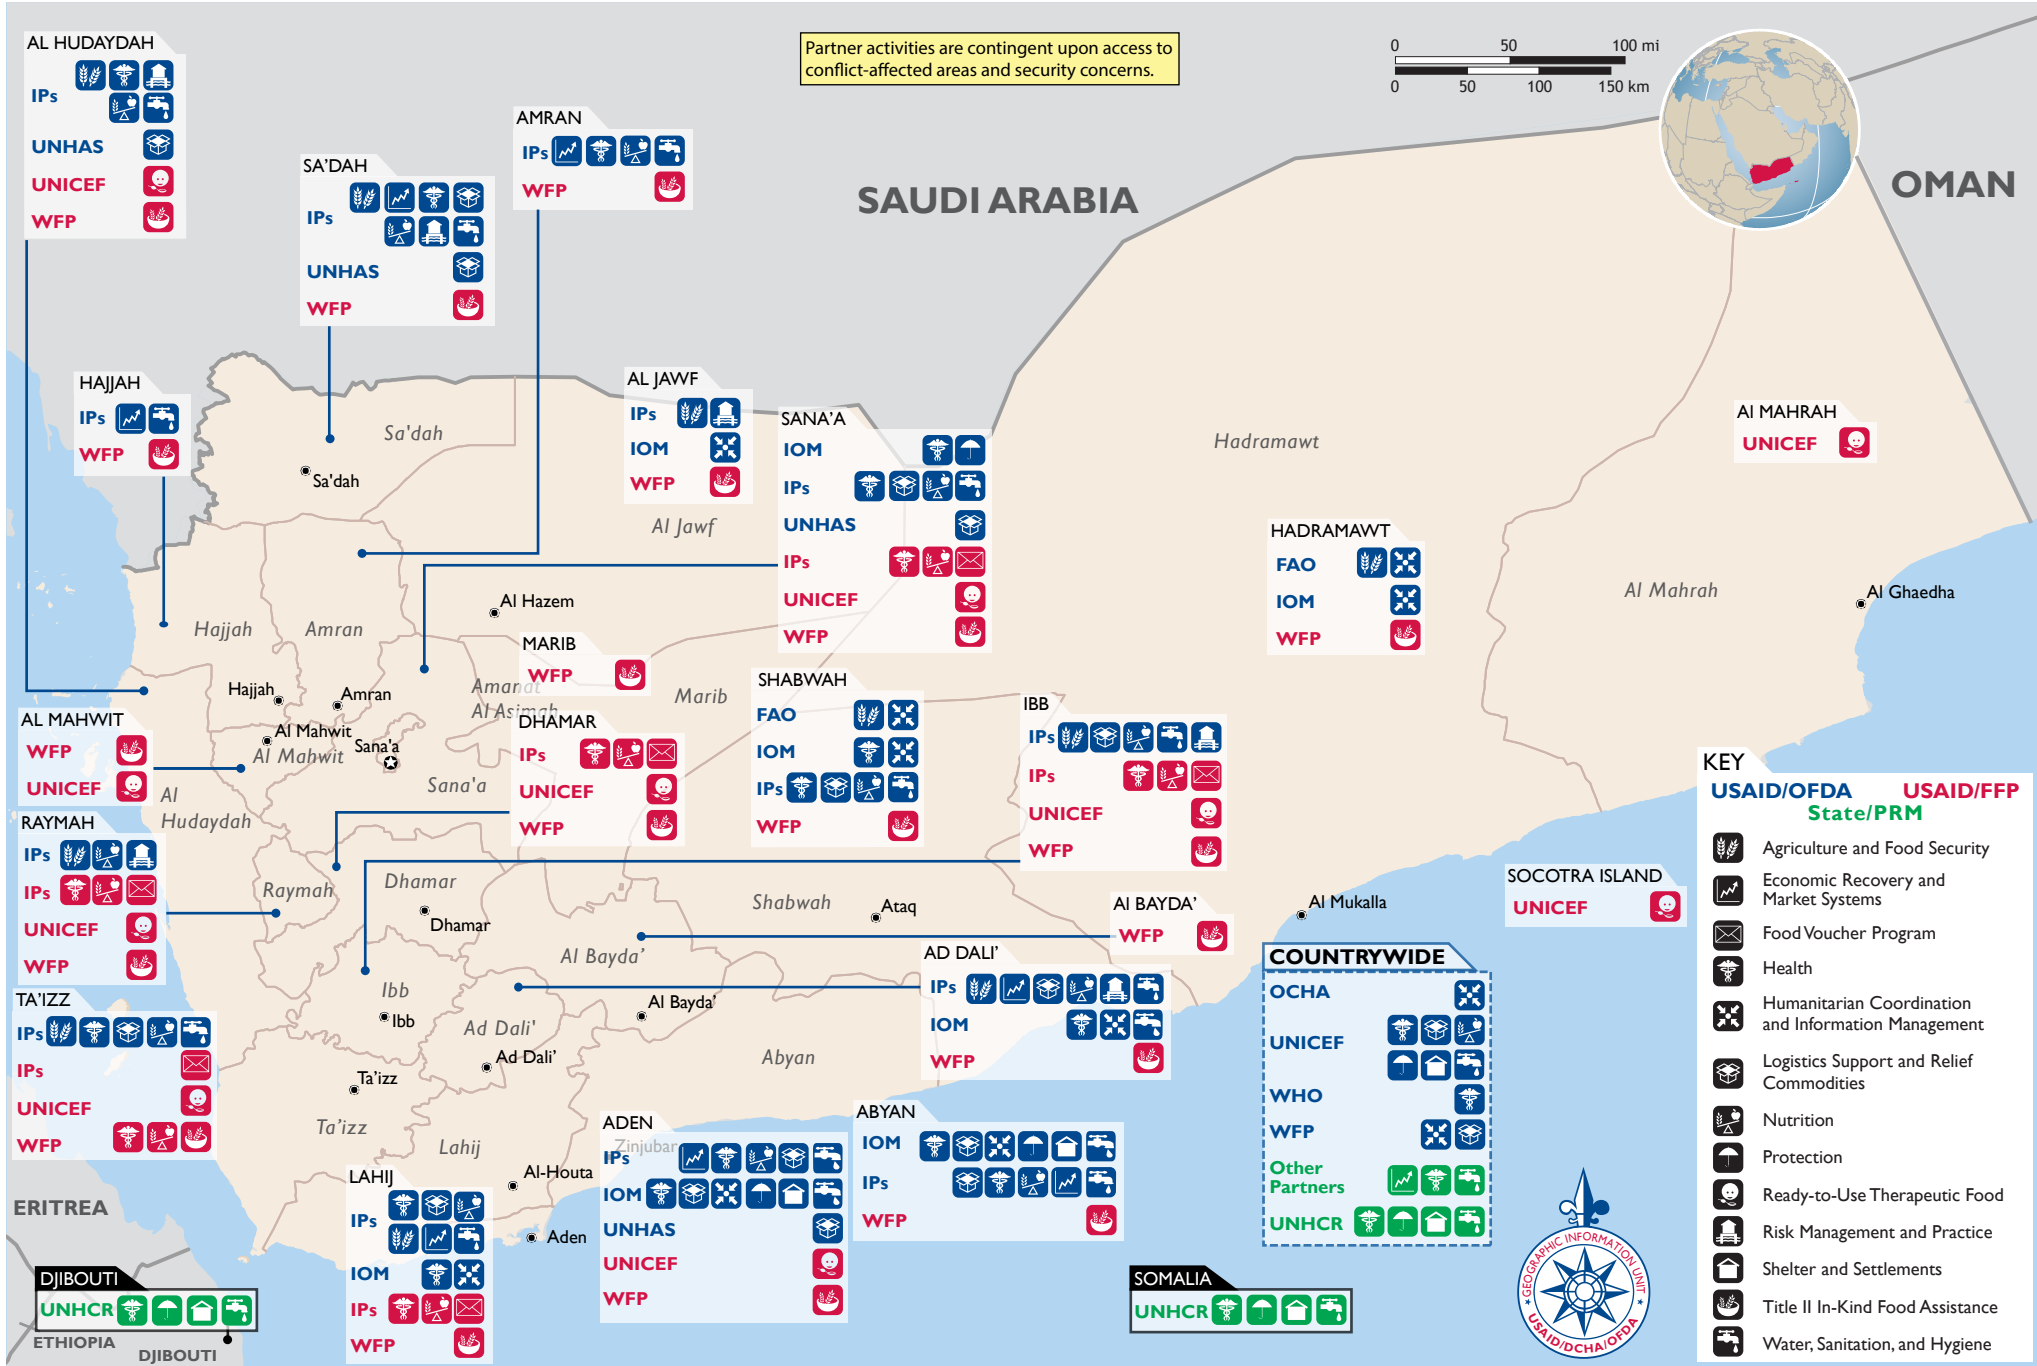 Partner activities are contingent upon access to
conflict-affected areas and security concerns.
0 50 100 mi
0 50 100 150 km
SAUDI ARABIA
OMAN
ERITREA
ETHIOPIA
DJIBOUTI
AL HUDAYDAH
IPs
UNHAS
UNICEF
WFP
SA'DAH
IPs
UNHAS
WFP
AMRAN
IPs
WFP
HAJJAH
IPs
WFP
AL JAWF
IPs
IOM
WFP
SANA'A
IOM
IPs
UNHAS
IPs
UNICEF
WFP
Al MAHRAH
UNICEF
HADRAMAWT
FAO
IOM
WFP
MARIB
WFP
AL MAHWIT
WFP
UNICEF
DHAMAR
IPs
UNICEF
WFP
SHABWAH
FAO
IOM
IPs
WFP
IBB
IPs
IPs
UNICEF
WFP
RAYMAH
IPs
IPs
UNICEF
WFP
Al BAYDA'
WFP
SOCOTRA ISLAND
UNICEF
AD DALI'
IPs
IOM
WFP
TA'IZZ
IPs
IPs
UNICEF
WFP
ADEN
IPs
IOM
UNHAS
UNICEF
WFP
ABYAN
IOM
IPs
WFP
LAHIJ
IPs
IOM
IPs
WFP
DJIBOUTI
UNHCR
SOMALIA
UNHCR
COUNTRYWIDE
OCHA
UNICEF
WHO
WFP
Other
Partners
UNHCR
Sa'dah
Sa'dah
Al Jawf
Hadramawt
Al Mahrah
Al Ghaedha
Al Hazem
Hajjah
Amran
Hajjah
Amran
Al Mahwit
Al Mahwit
Sana'a
Amanat
Al Asimah
Marib
Sana'a
Al
Hudaydah
Raymah
Dhamar
Dhamar
Shabwah
Ataq
Al Mukalla
Al Bayda'
Al Bayda'
Ibb
Ibb
Ad Dali'
Ad Dali'
Abyan
Ta'izz
Ta'izz
Lahij
Zinjubar
Al-Houta
Aden
KEY
USAID/OFDA USAID/FFP
State/PRM
Agriculture and Food Security
Economic Recovery and
Market Systems
Food Voucher Program
Health
Humanitarian Coordination
and Information Management
Logistics Support and Relief
Commodities
Nutrition
Protection
Ready-to-Use Therapeutic Food
Risk Management and Practice
Shelter and Settlements
Title II In-Kind Food Assistance
Water, Sanitation, and Hygiene
GEOGRAPHIC INFORMATION UNIT
USAID/DCHA/OFDA